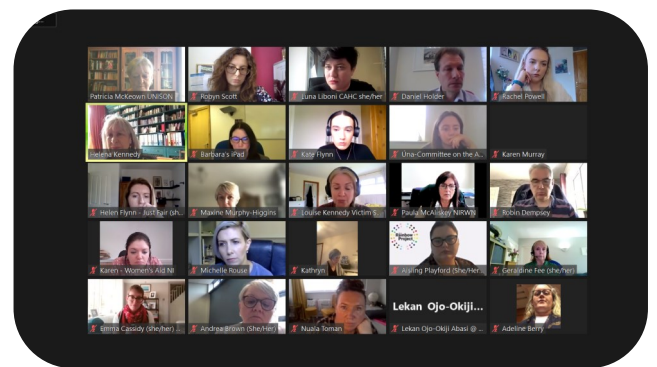 Patricia McKeown UNISON
Robyn Scott
Luna Liboni CAHC she/her
Daniel Holder
Rachel Powell
Helena Kennedy
Barbara's iPad
Kate Flynn
Una-Committee on the A...
Karen Murray
Helen Flynn - Just Fair (sh...
Maxine Murphy-Higgins
Louise Kennedy Victim S...
Paula McAliskey NIRWN
Robin Dempsey
Karen - Women's Aid NI
Michelle Rouse
Kathryn
Rainbow
Project
Aisling Playford (She/Her...
Geraldine Fee (she/her)
Emma Cassidy (she/her) ...
Andrea Brown (She/Her)
Nuala Toman
Lekan Ojo-Okiji...
Lekan Ojo-Okiji Abasi @ ...
Adeline Berry